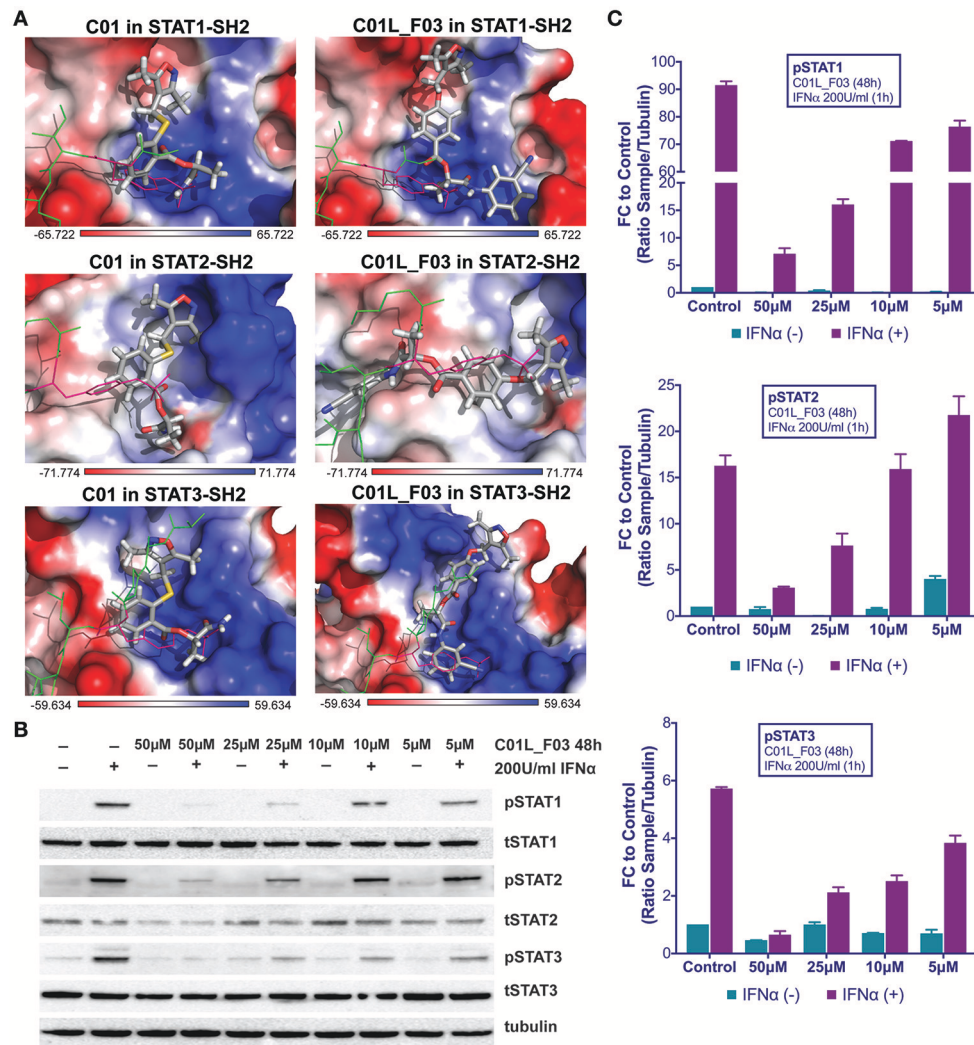 A
C01 in STAT1-SH2
C01L_F03 in STAT1-SH2
-65.722 65.722
-65.722 65.722
C01 in STAT2-SH2
C01L_F03 in STAT2-SH2
-71.774 71.774
-71.774 71.774
C01 in STAT3-SH2
C01L_F03 in STAT3-SH2
-59.634 59.634
-59.634 59.634
B
– – 50µM 50µM 25µM 25µM 10µM 10µM 5µM 5µM C01L_F03 48h
– + – + – + – + – + 200U/ml IFNα
pSTAT1
tSTAT1
pSTAT2
tSTAT2
pSTAT3
tSTAT3
tubulin
C
pSTAT1
C01L_F03 (48h)
IFNα 200U/ml (1h)
FC to Control
(Ratio Sample/Tubulin)
100
90
80
70
60
20
15
10
5
0
Control 50µM 25µM 10µM 5µM
IFNα (-) IFNα (+)
pSTAT2
C01L_F03 (48h)
IFNα 200U/ml (1h)
FC to Control
(Ratio Sample/Tubulin)
25
20
15
10
5
0
Control 50µM 25µM 10µM 5µM
IFNα (-) IFNα (+)
pSTAT3
C01L_F03 (48h)
IFNα 200U/ml (1h)
FC to Control
(Ratio Sample/Tubulin)
8
6
4
2
0
Control 50µM 25µM 10µM 5µM
IFNα (-) IFNα (+)